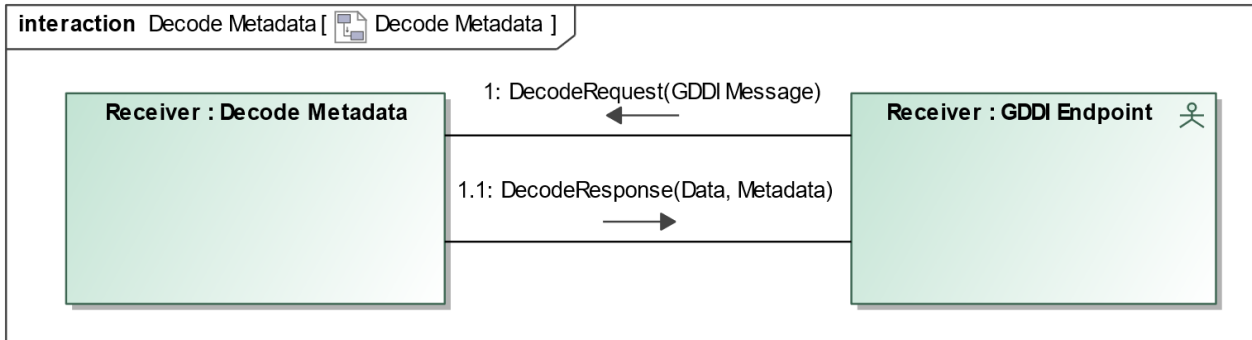 interaction Decode Metadata [ Decode Metadata ]
1: DecodeRequest(GDDI Message)
Receiver : Decode Metadata
Receiver : GDDI Endpoint
1.1: DecodeResponse(Data, Metadata)